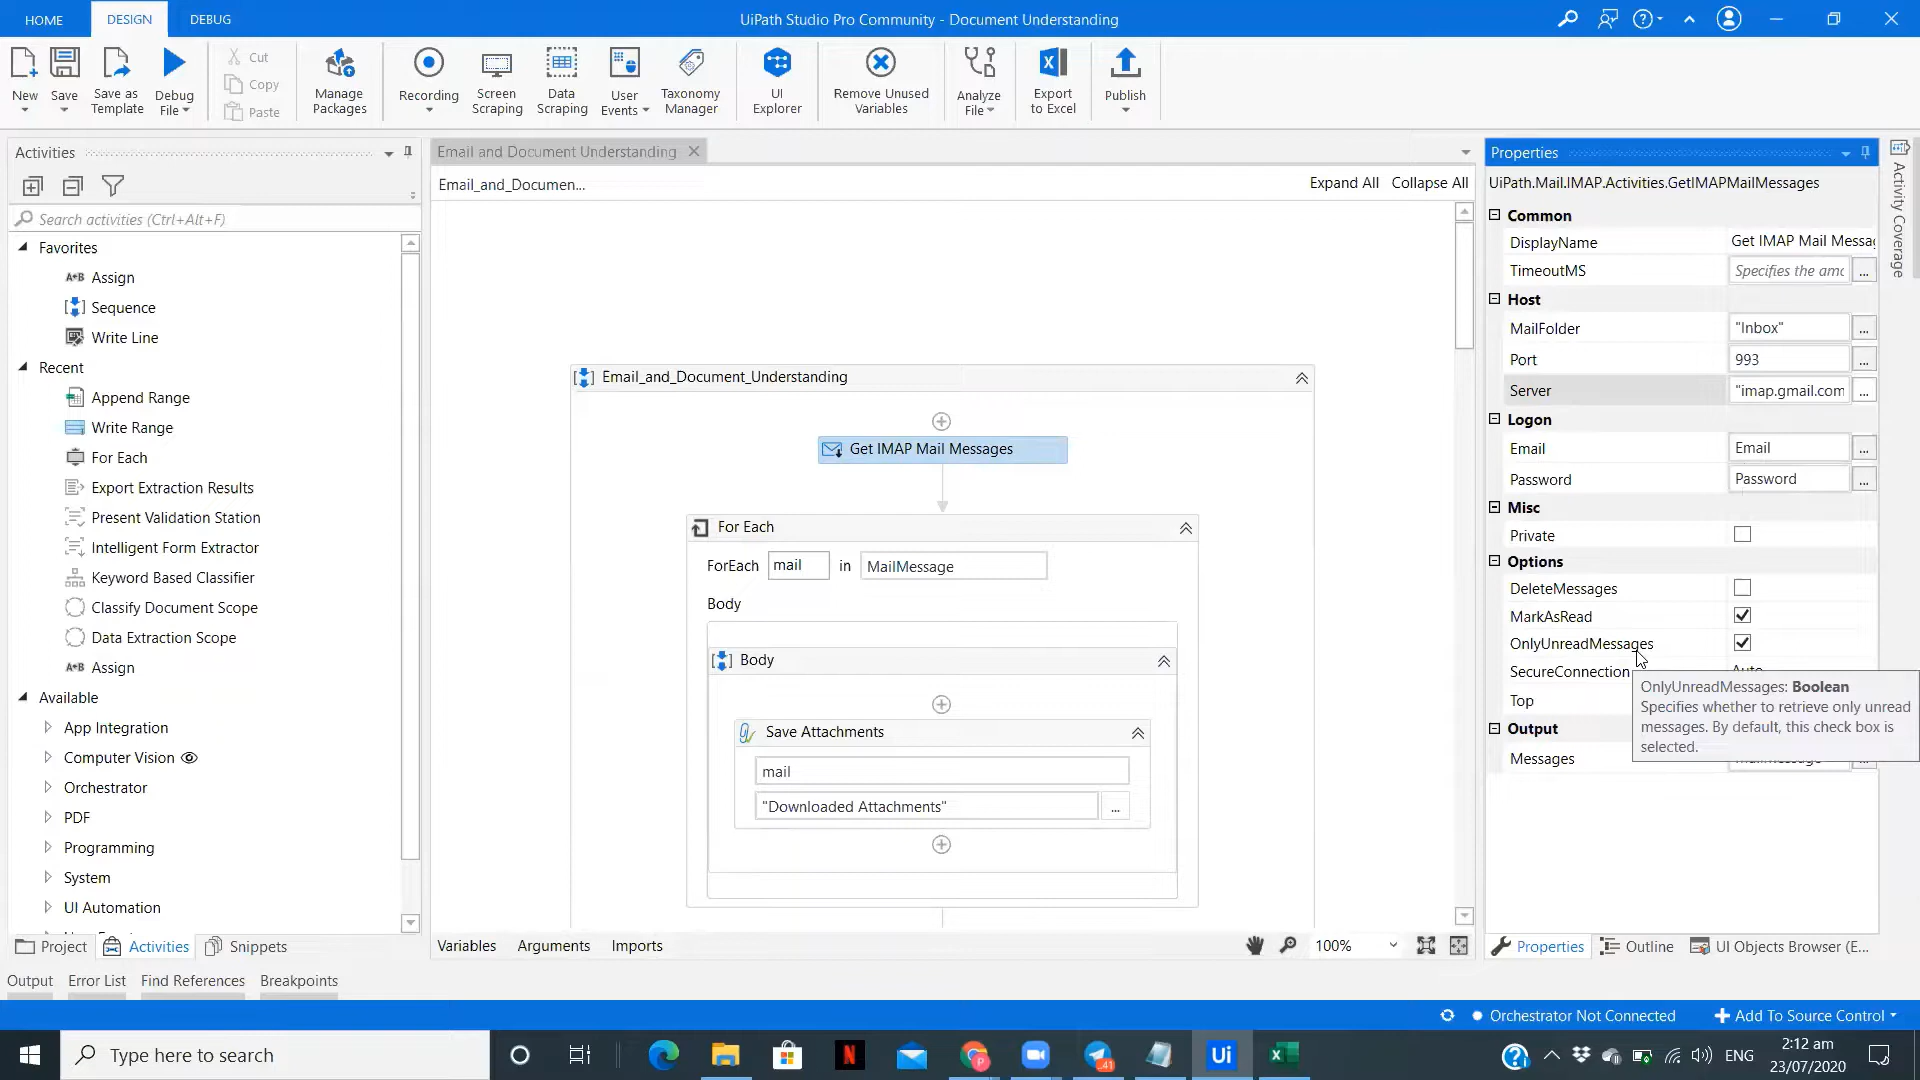 HOME
DESIGN
DEBUG
UiPath Studio Pro Community - Document Understanding
New
Save
Save as
Template
Debug
File
Cut
Copy
Paste
Manage
Packages
Recording
Screen
Scraping
Data
Scraping
User
Events
Taxonomy
Manager
UI
Explorer
Remove Unused
Variables
Analyze
File
Export
to Excel
Publish
Activities
Search activities (Ctrl+Alt+F)
Favorites
A+B Assign
Sequence
Write Line
Recent
Append Range
Write Range
For Each
Export Extraction Results
Present Validation Station
Intelligent Form Extractor
Keyword Based Classifier
Classify Document Scope
Data Extraction Scope
A+B Assign
Available
App Integration
Computer Vision
Orchestrator
PDF
Programming
System
UI Automation
Project
Activities
Snippets
Email and Document Understanding
Email_and_Documen...
Expand All
Collapse All
Email_and_Document_Understanding
Get IMAP Mail Messages
For Each
ForEach mail in MailMessage
Body
Body
Save Attachments
mail
"Downloaded Attachments"
...
Variables
Arguments
Imports
100%
Properties
UiPath.Mail.IMAP.Activities.GetIMAPMailMessages
Common
DisplayName Get IMAP Mail Messag
TimeoutMS Specifies the amo ...
Host
MailFolder "Inbox" ...
Port 993 ...
Server "imap.gmail.com ...
Logon
Email Email ...
Password Password ...
Misc
Private
Options
DeleteMessages
MarkAsRead
OnlyUnreadMessages
SecureConnection Auto
Top
Output
Messages
OnlyUnreadMessages: Boolean
Specifies whether to retrieve only unread
messages. By default, this check box is
selected.
Properties
Outline
UI Objects Browser (E...
Activity Coverage
Output
Error List
Find References
Breakpoints
Orchestrator Not Connected
Add To Source Control
Type here to search
N
P
41
Ui
X
ENG
2:12 am
23/07/2020